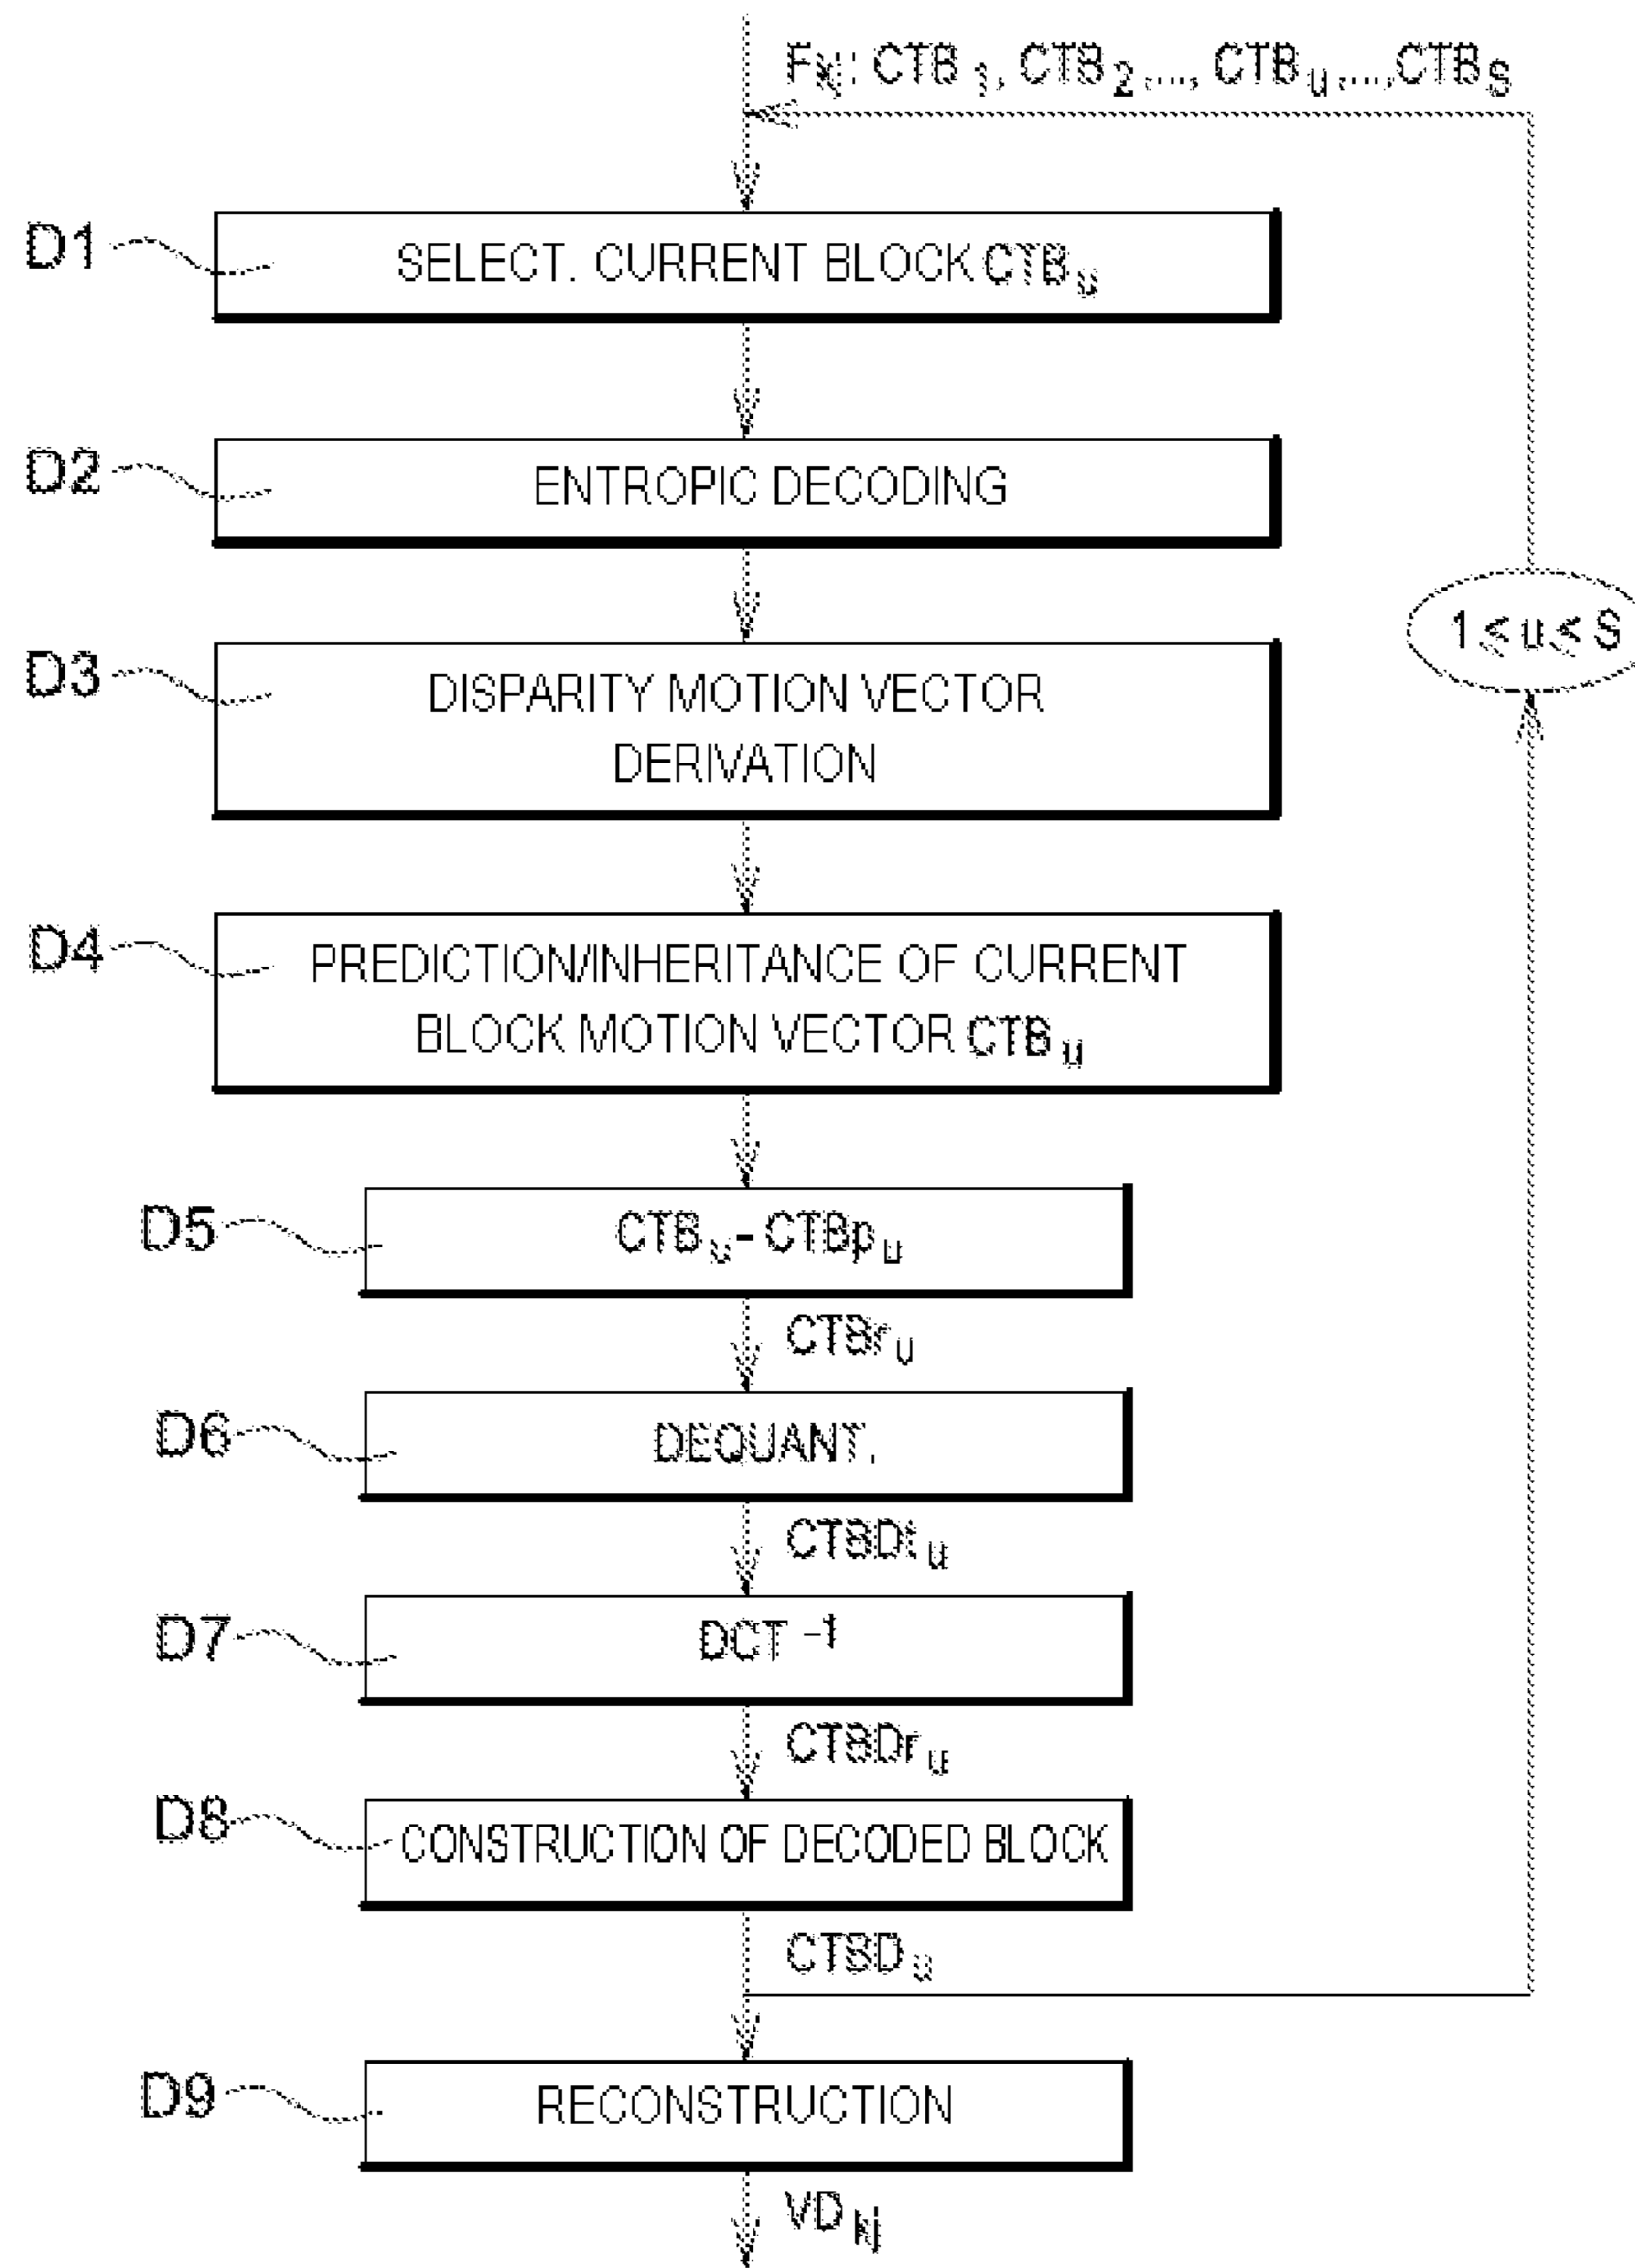 F kj : CTB 1, CTB 2 ,..., CTB u ,...,CTB S
D1
SELECT. CURRENT BLOCK CTB u
D2
ENTROPIC DECODING
1 ≤ u ≤ S
D3
DISPARITY MOTION VECTOR
DERIVATION
D4
PREDICTION/INHERITANCE OF CURRENT
BLOCK MOTION VECTOR CTB u
D5
CTB u - CTBp u
CTBr u
D6
DEQUANT.
CTBDt u
D7
DCT -1
CTBDr u
D8
CONSTRUCTION OF DECODED BLOCK
CTBD u
D9
RECONSTRUCTION
VD kj